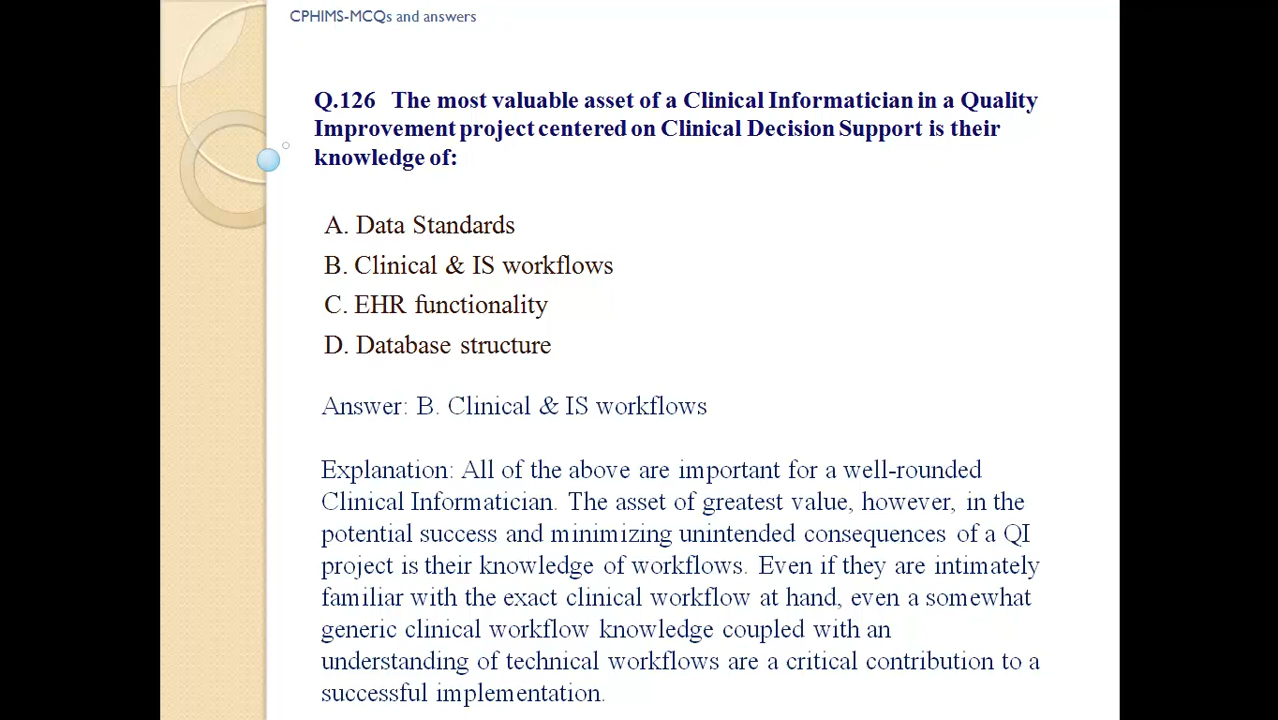 CPHIMS-MCQs and answers
Q.126 The most valuable asset of a Clinical Informatician in a Quality
Improvement project centered on Clinical Decision Support is their
knowledge of:
A. Data Standards
B. Clinical & IS workflows
C. EHR functionality
D. Database structure
Answer: B. Clinical & IS workflows
Explanation: All of the above are important for a well-rounded
Clinical Informatician. The asset of greatest value, however, in the
potential success and minimizing unintended consequences of a QI
project is their knowledge of workflows. Even if they are intimately
familiar with the exact clinical workflow at hand, even a somewhat
generic clinical workflow knowledge coupled with an
understanding of technical workflows are a critical contribution to a
successful implementation.